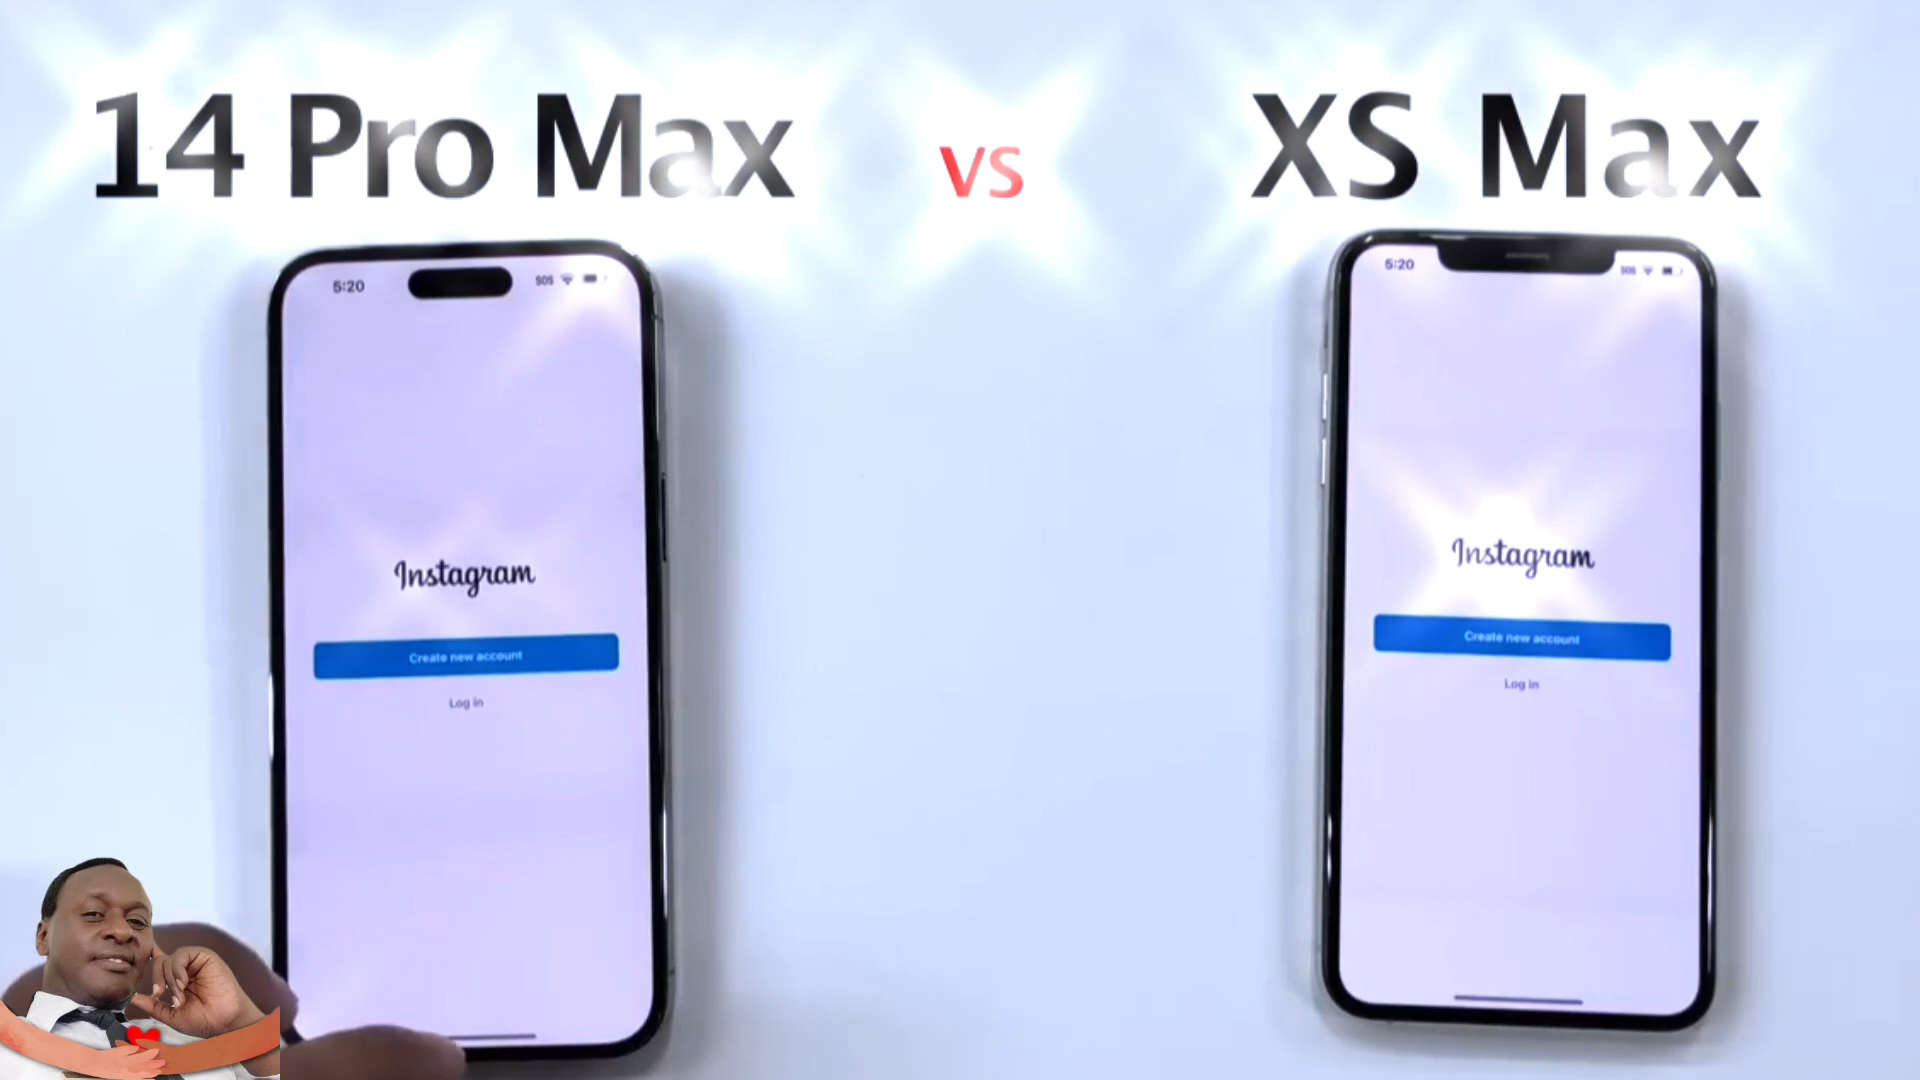 14 Pro Max vs XS Max
5:20 SOS
Instagram
Create new account
Log in
5:20 SOS
Instagram
Create new account
Log in